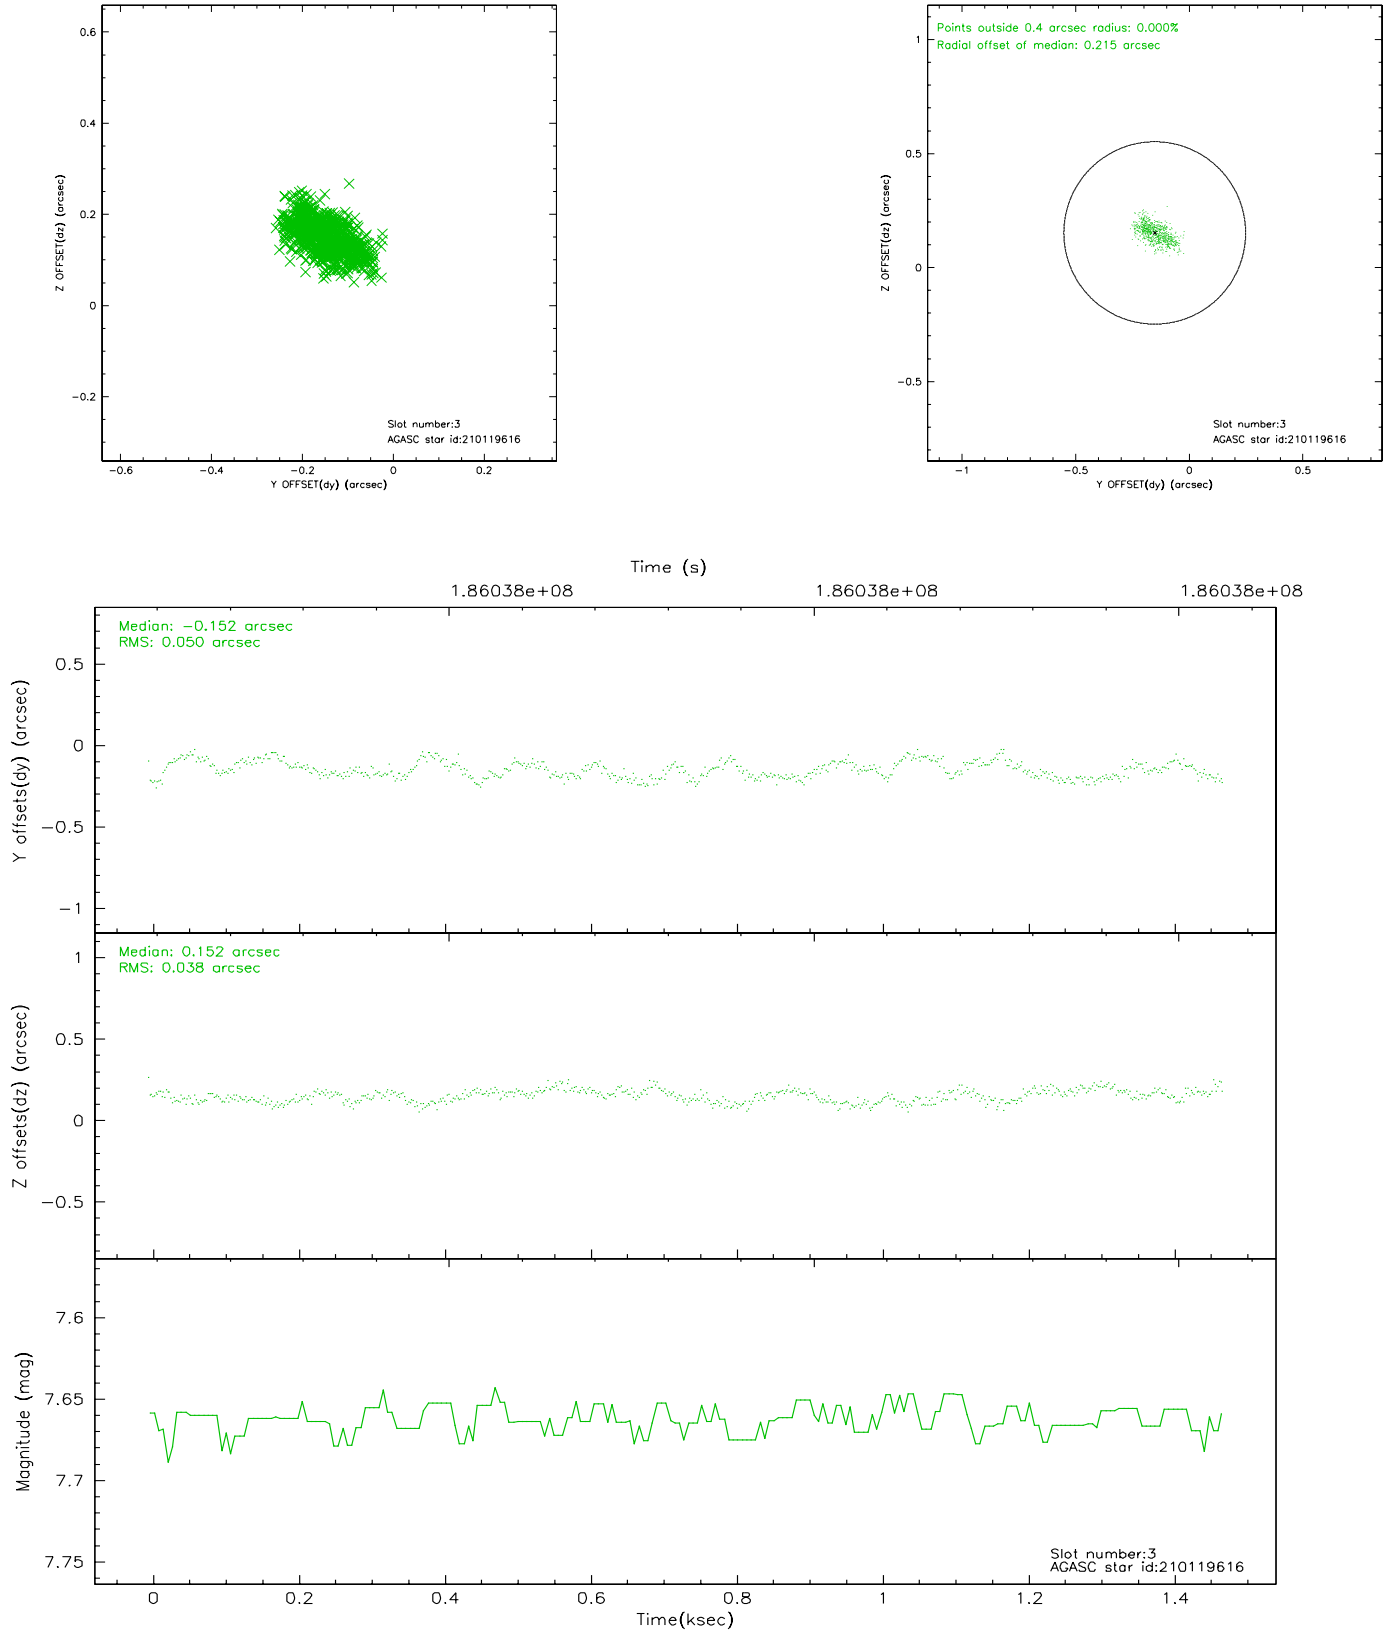 0.6
0.4
0.2
0
−0.2
Z OFFSET(dz) (arcsec)
Slot number:3
AGASC star id:210119616
−0.6 −0.4 −0.2 0 0.2
Y OFFSET(dy) (arcsec)
Points outside 0.4 arcsec radius: 0.000%
Radial offset of median: 0.215 arcsec
1
0.5
0
−0.5
Z OFFSET(dz) (arcsec)
Slot number:3
AGASC star id:210119616
−1 −0.5 0 0.5
Y OFFSET(dy) (arcsec)
Time (s)
1.86038e+08 1.86038e+08 1.86038e+08
Median: −0.152 arcsec
RMS: 0.050 arcsec
0.5
0
−0.5
−1
Y offsets(dy) (arcsec)
Median: 0.152 arcsec
RMS: 0.038 arcsec
1
0.5
0
−0.5
Z offsets(dz) (arcsec)
7.6
7.65
7.7
7.75
Magnitude (mag)
Slot number:3
AGASC star id:210119616
0 0.2 0.4 0.6 0.8 1 1.2 1.4
Time(ksec)